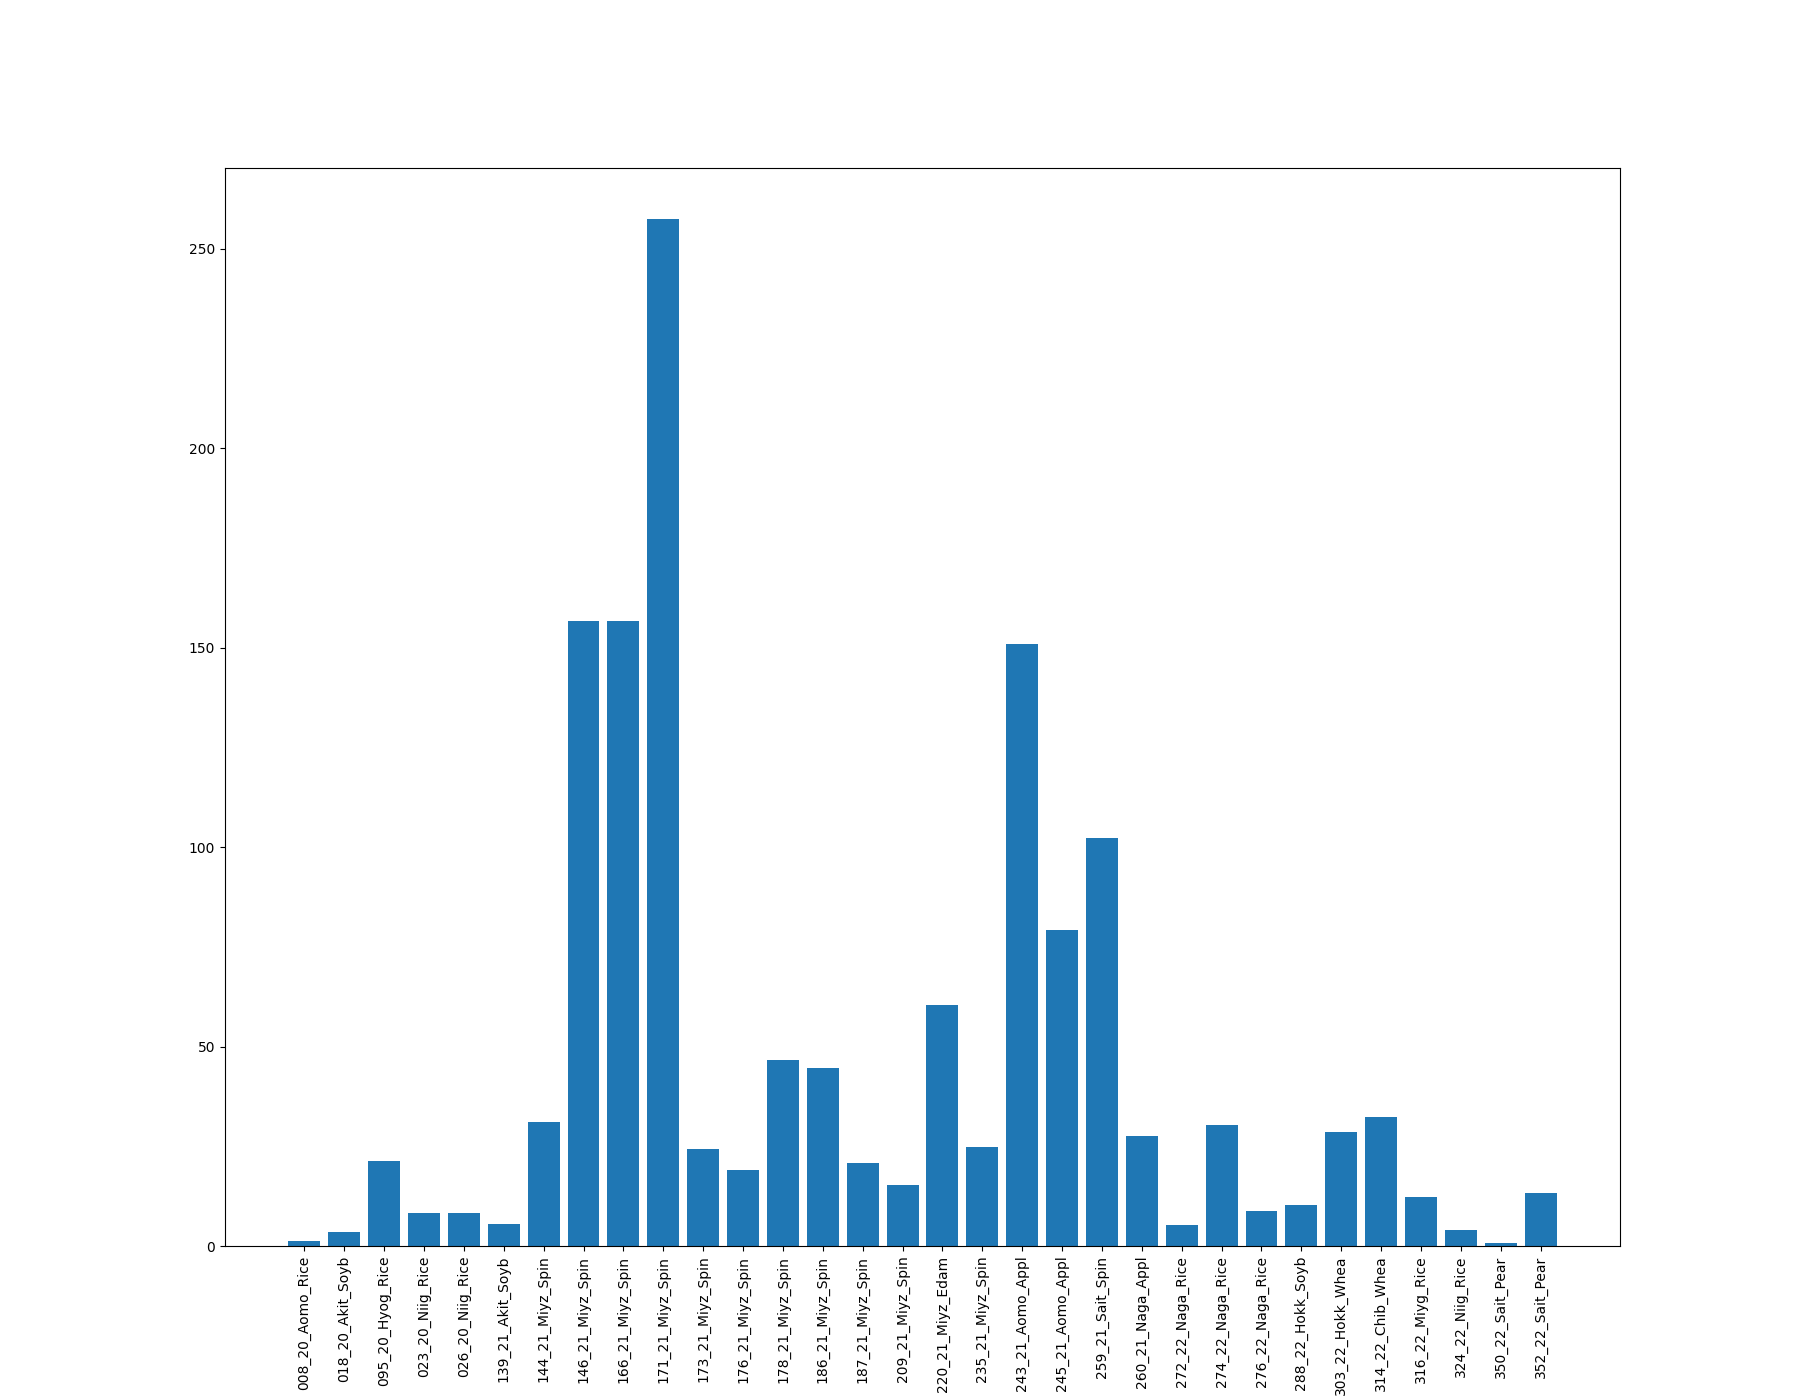 250
200
150
100
50
0
008_20_Aomo_Rice
018_20_Akit_Soyb
095_20_Hyog_Rice
023_20_Niig_Rice
026_20_Niig_Rice
139_21_Akit_Soyb
144_21_Miyz_Spin
146_21_Miyz_Spin
166_21_Miyz_Spin
171_21_Miyz_Spin
173_21_Miyz_Spin
176_21_Miyz_Spin
178_21_Miyz_Spin
186_21_Miyz_Spin
187_21_Miyz_Spin
209_21_Miyz_Spin
220_21_Miyz_Edam
235_21_Miyz_Spin
243_21_Aomo_Appl
245_21_Aomo_Appl
259_21_Sait_Spin
260_21_Naga_Appl
272_22_Naga_Rice
274_22_Naga_Rice
276_22_Naga_Rice
288_22_Hokk_Soyb
303_22_Hokk_Whea
314_22_Chib_Whea
316_22_Miyg_Rice
324_22_Niig_Rice
350_22_Sait_Pear
352_22_Sait_Pear